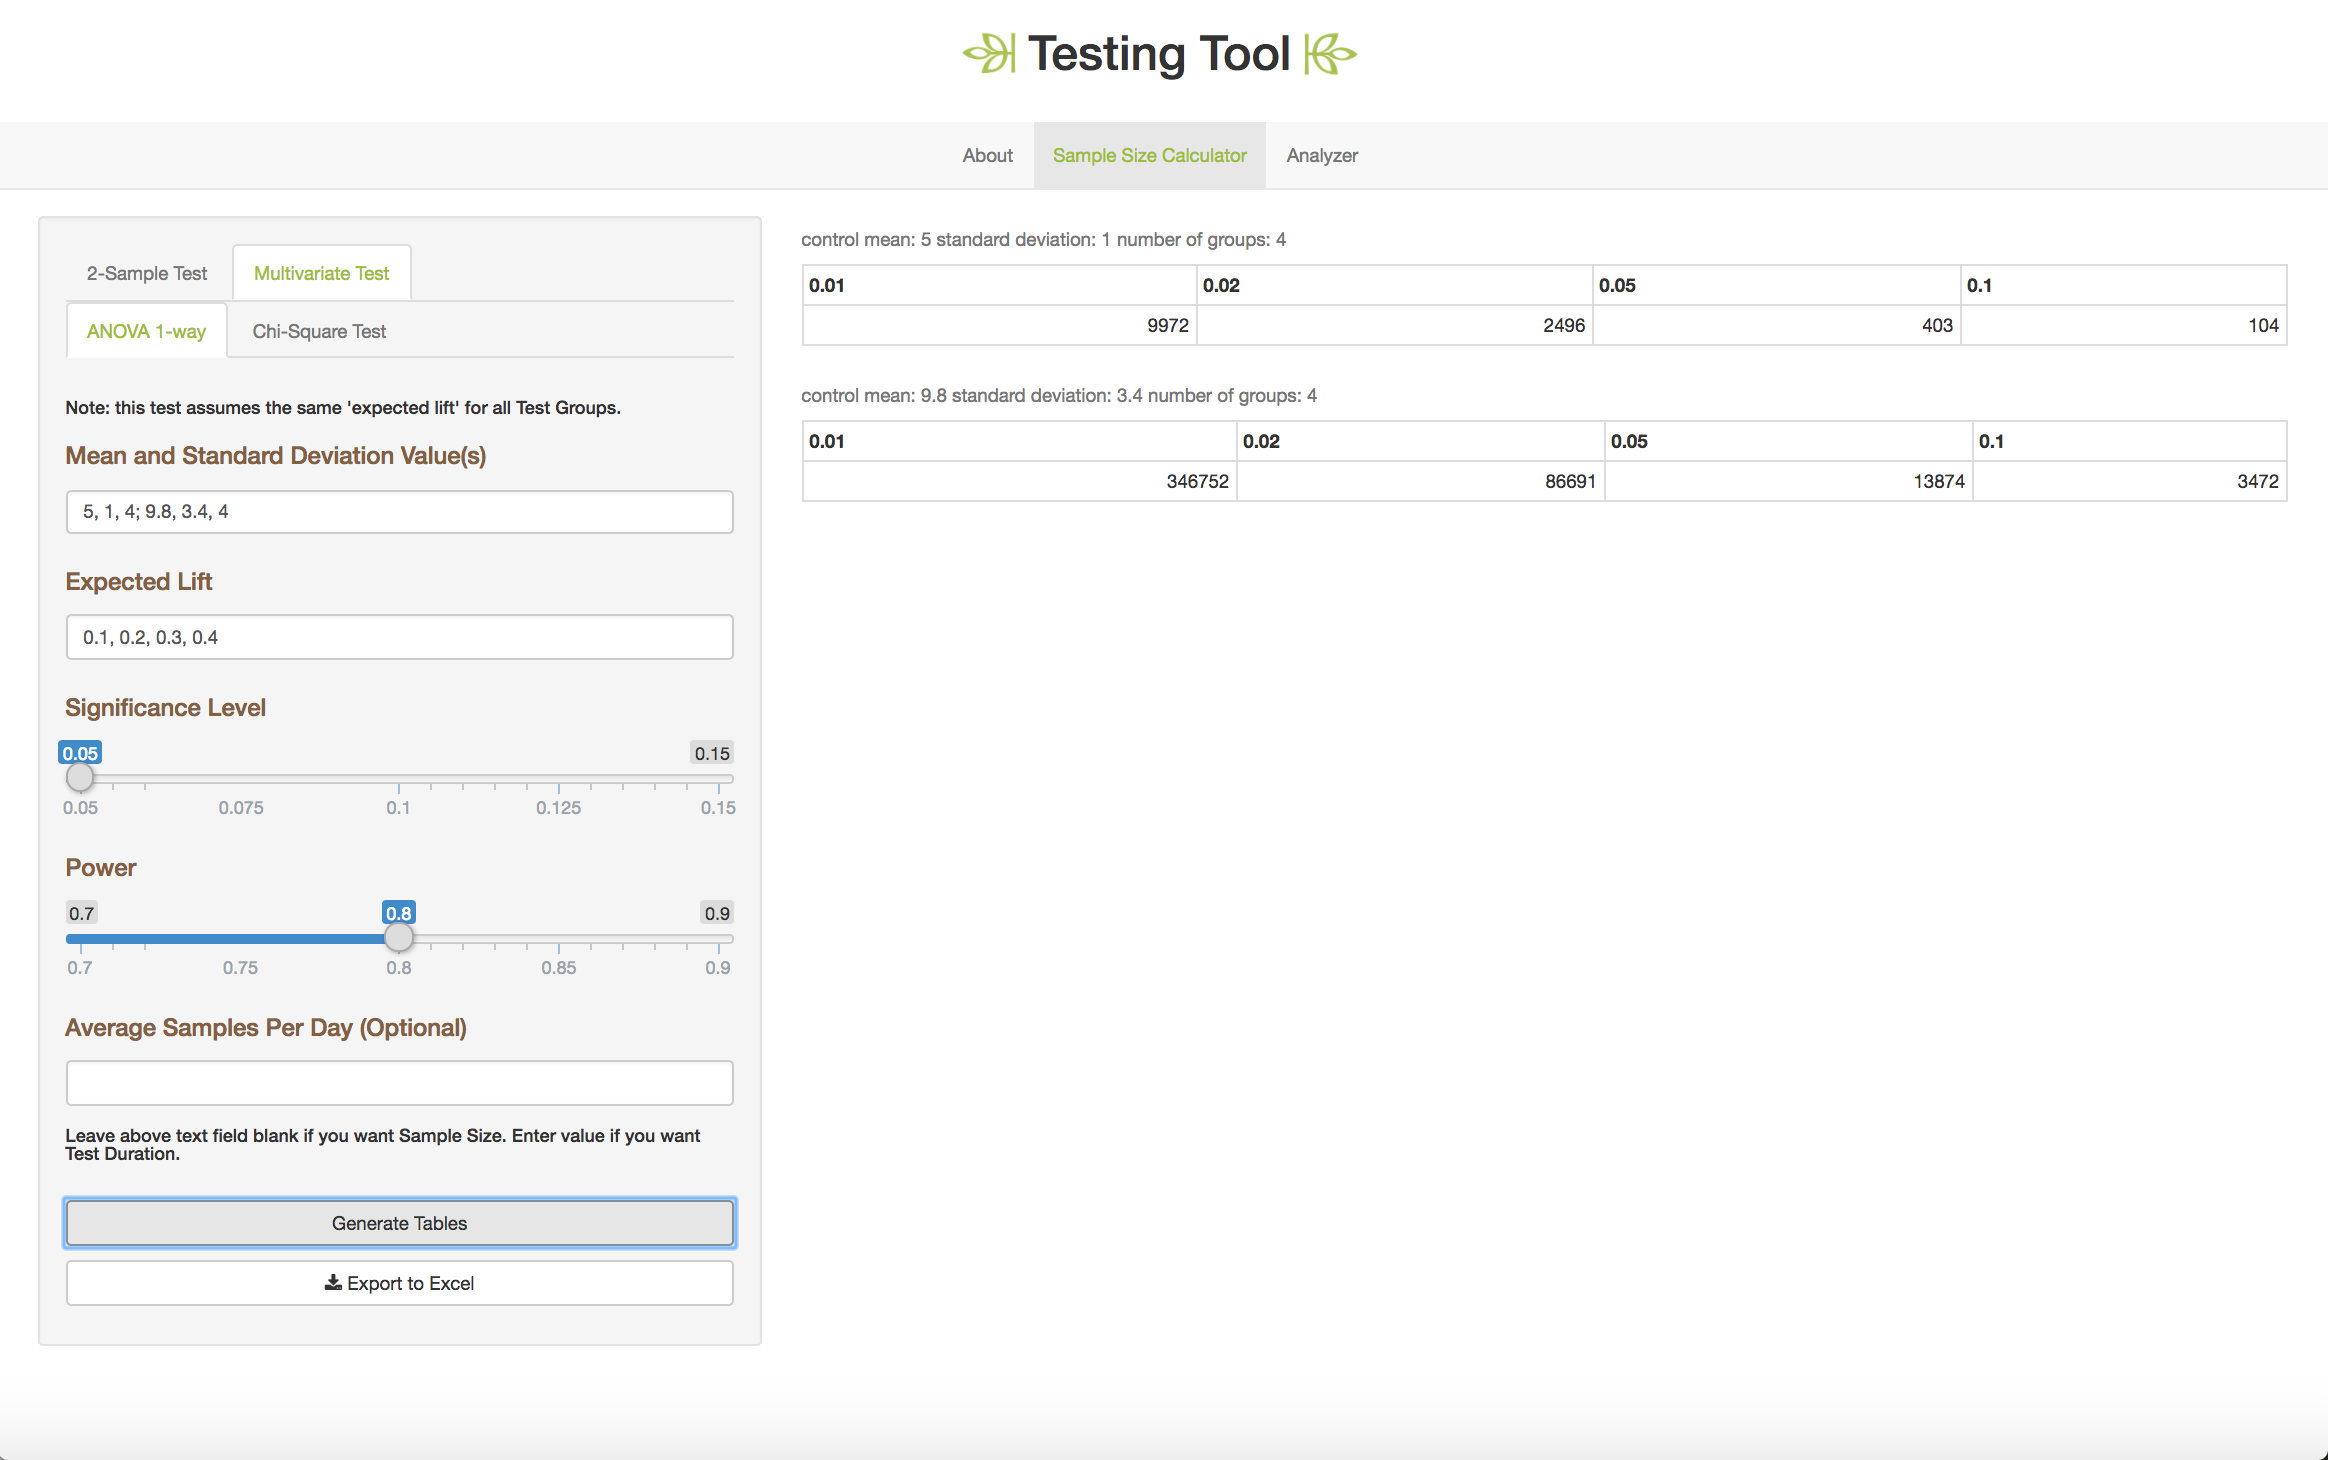 Testing Tool
About
Sample Size Calculator
Analyzer
2-Sample Test
Multivariate Test
ANOVA 1-way
Chi-Square Test
Note: this test assumes the same 'expected lift' for all Test Groups.
Mean and Standard Deviation Value(s)
5, 1, 4; 9.8, 3.4, 4
Expected Lift
0.1, 0.2, 0.3, 0.4
Significance Level
0.05 0.15
0.05 0.075 0.1 0.125 0.15
Power
0.7 0.8 0.9
0.7 0.75 0.8 0.85 0.9
Average Samples Per Day (Optional)
Leave above text field blank if you want Sample Size. Enter value if you want
Test Duration.
Generate Tables
Export to Excel
control mean: 5 standard deviation: 1 number of groups: 4
0.01 0.02 0.05 0.1
9972 2496 403 104
control mean: 9.8 standard deviation: 3.4 number of groups: 4
0.01 0.02 0.05 0.1
346752 86691 13874 3472